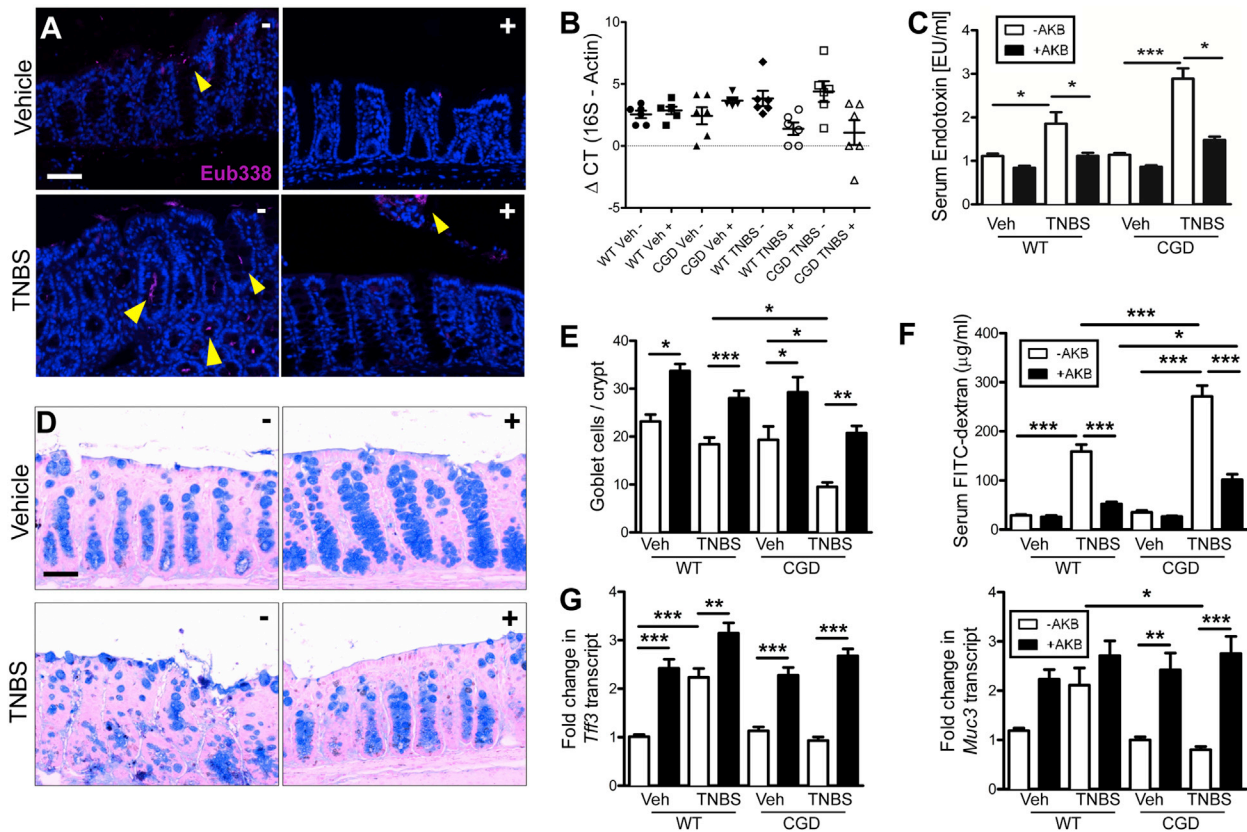 A
Vehicle
-
+
Eub338
TNBS
-
+
B
Δ CT (16S - Actin)
10
5
0
-5
WT Veh -
WT Veh +
CGD Veh -
CGD Veh +
WT TNBS -
WT TNBS +
CGD TNBS -
CGD TNBS +
C
-AKB
+AKB
Serum Endotoxin [EU/ml]
4
3
2
1
0
*
*
***
*
Veh
TNBS
Veh
TNBS
WT
CGD
D
Vehicle
-
+
TNBS
-
+
E
Goblet cells / crypt
40
30
20
10
0
*
***
*
*
*
**
Veh
TNBS
Veh
TNBS
WT
CGD
F
-AKB
+AKB
Serum FITC-dextran (µg/ml)
400
300
200
100
0
***
*
***
***
***
***
Veh
TNBS
Veh
TNBS
WT
CGD
G
Fold change in
Tff3 transcript
4
3
2
1
0
***
**
***
***
***
Veh
TNBS
Veh
TNBS
WT
CGD
-AKB
+AKB
Fold change in
Muc3 transcript
4
3
2
1
0
*
**
***
Veh
TNBS
Veh
TNBS
WT
CGD